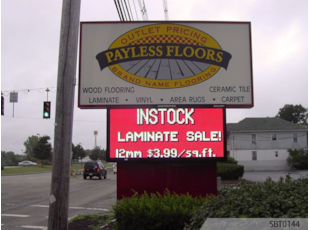 OUTLET PRICING
PAYLESS FLOORS
BRAND NAME FLOORING
WOOD FLOORING
CERAMIC TILE
LAMINATE • VINYL • AREA RUGS • CARPET
INSTOCK
LAMINATE SALE!
12mm $3.99/sq.ft.
SBT0144